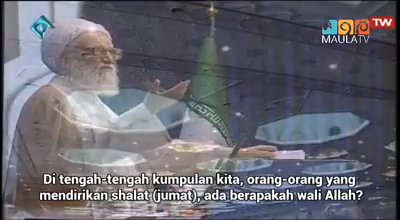 MAULATV
TW
Di tengah-tengah kumpulan kita, orang-orang yang
mendirikan shalat (jumat), ada berapakah wali Allah?